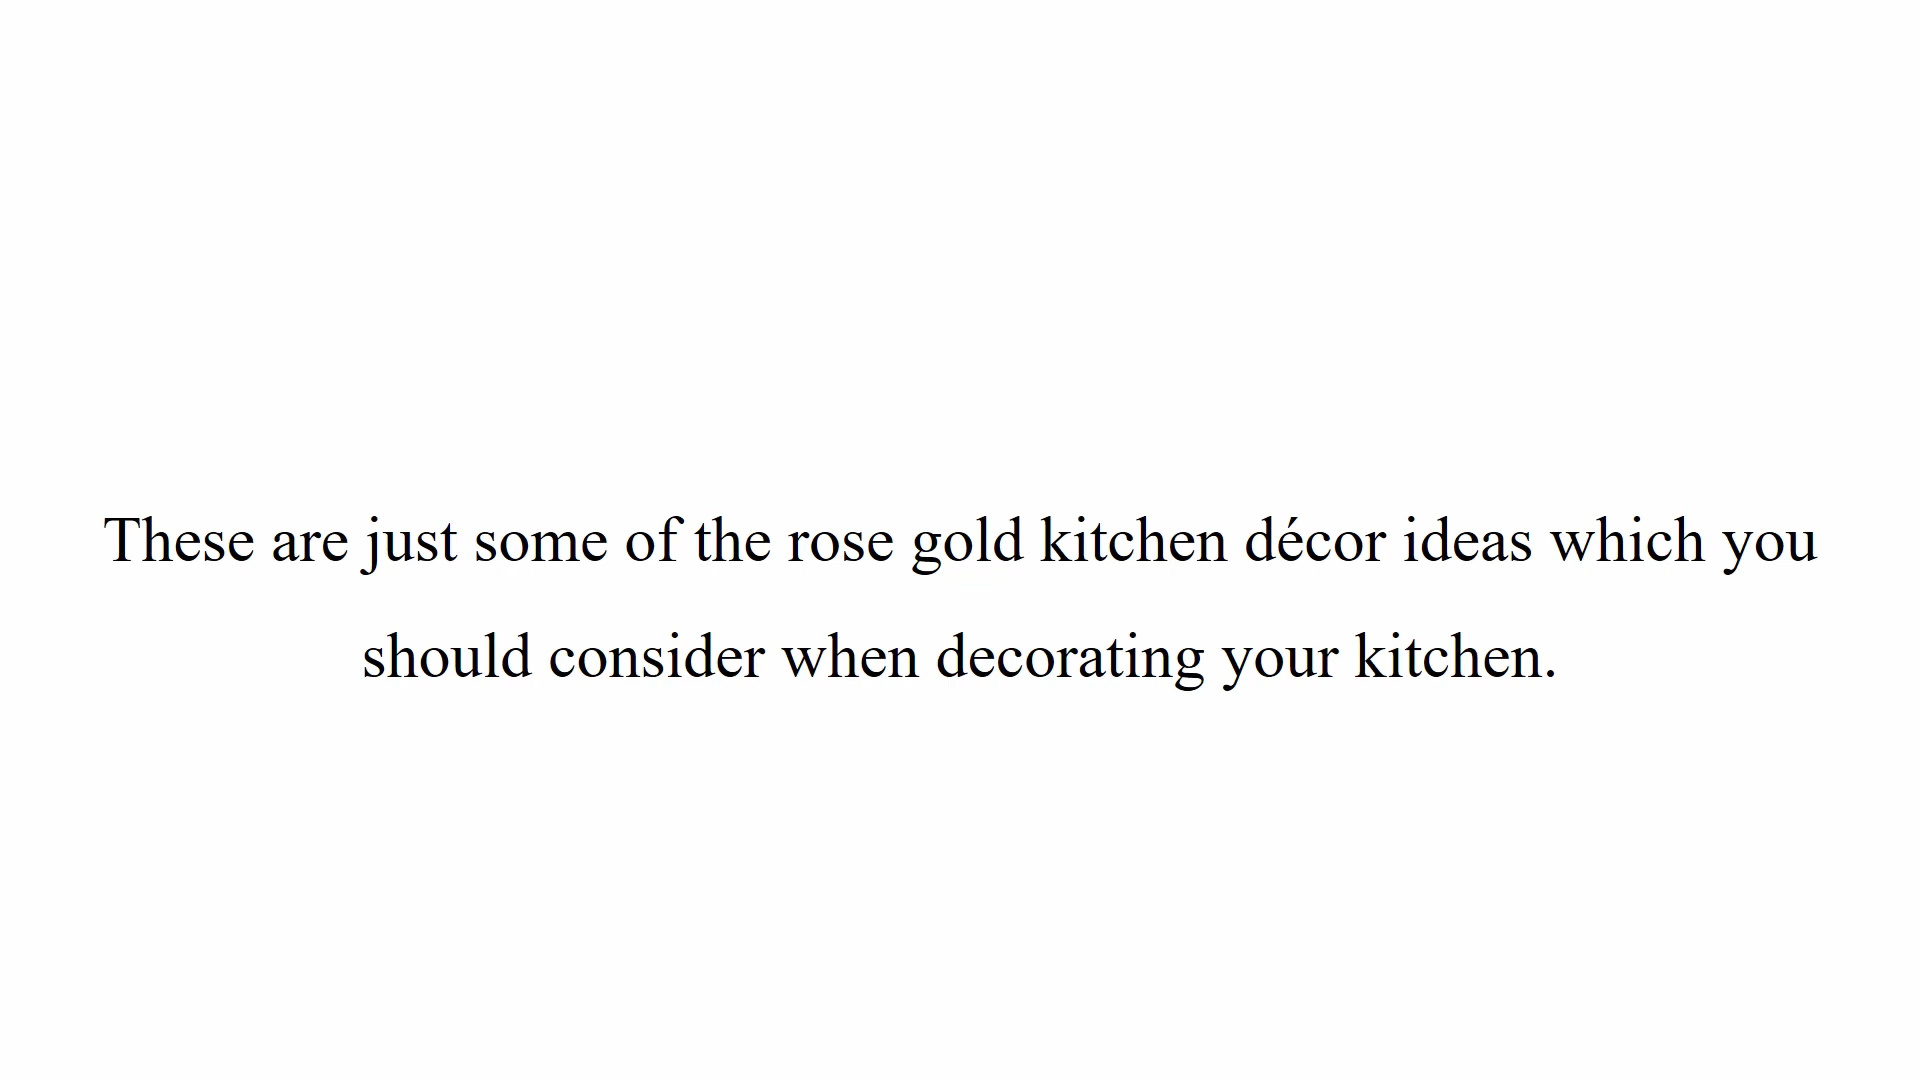 These are just some of the rose gold kitchen décor ideas which you
should consider when decorating your kitchen.